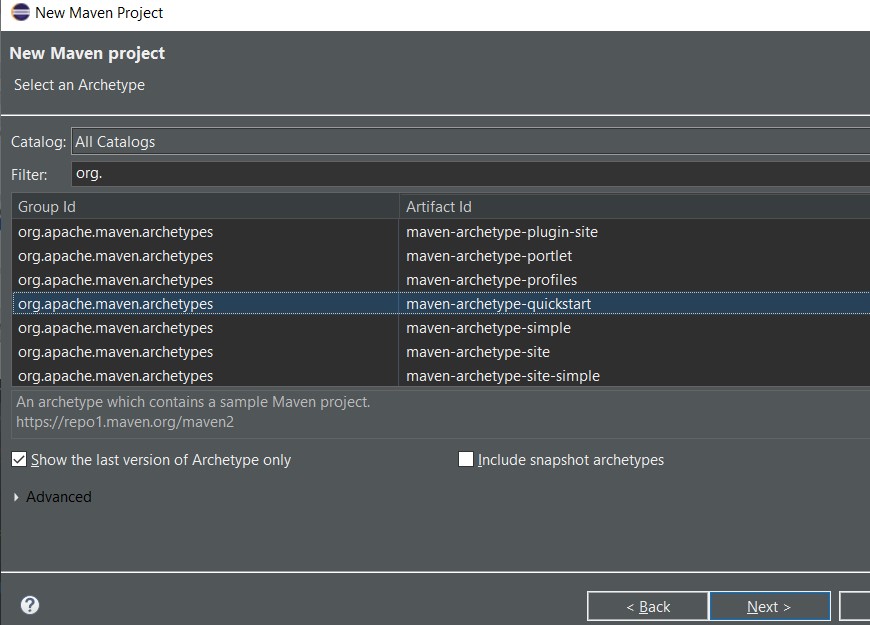 New Maven Project
New Maven project
Select an Archetype
Catalog: All Catalogs
Filter: org.
Group Id Artifact Id
org.apache.maven.archetypes maven-archetype-plugin-site
org.apache.maven.archetypes maven-archetype-portlet
org.apache.maven.archetypes maven-archetype-profiles
org.apache.maven.archetypes maven-archetype-quickstart
org.apache.maven.archetypes maven-archetype-simple
org.apache.maven.archetypes maven-archetype-site
org.apache.maven.archetypes maven-archetype-site-simple
An archetype which contains a sample Maven project.
https://repo1.maven.org/maven2
Show the last version of Archetype only Include snapshot archetypes
Advanced
? < Back Next >